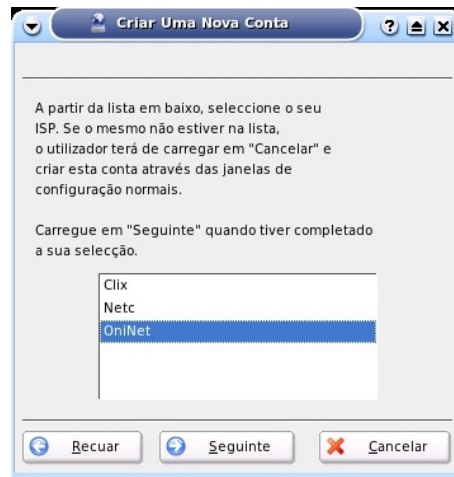 Criar Uma Nova Conta
A partir da lista em baixo, seleccione o seu
ISP. Se o mesmo não estiver na lista,
o utilizador terá de carregar em "Cancelar" e
criar esta conta através das janelas de
configuração normais.
Carregue em "Seguinte" quando tiver completado
a sua selecção.
Clix
Netc
OniNet
Recuar
Seguinte
Cancelar